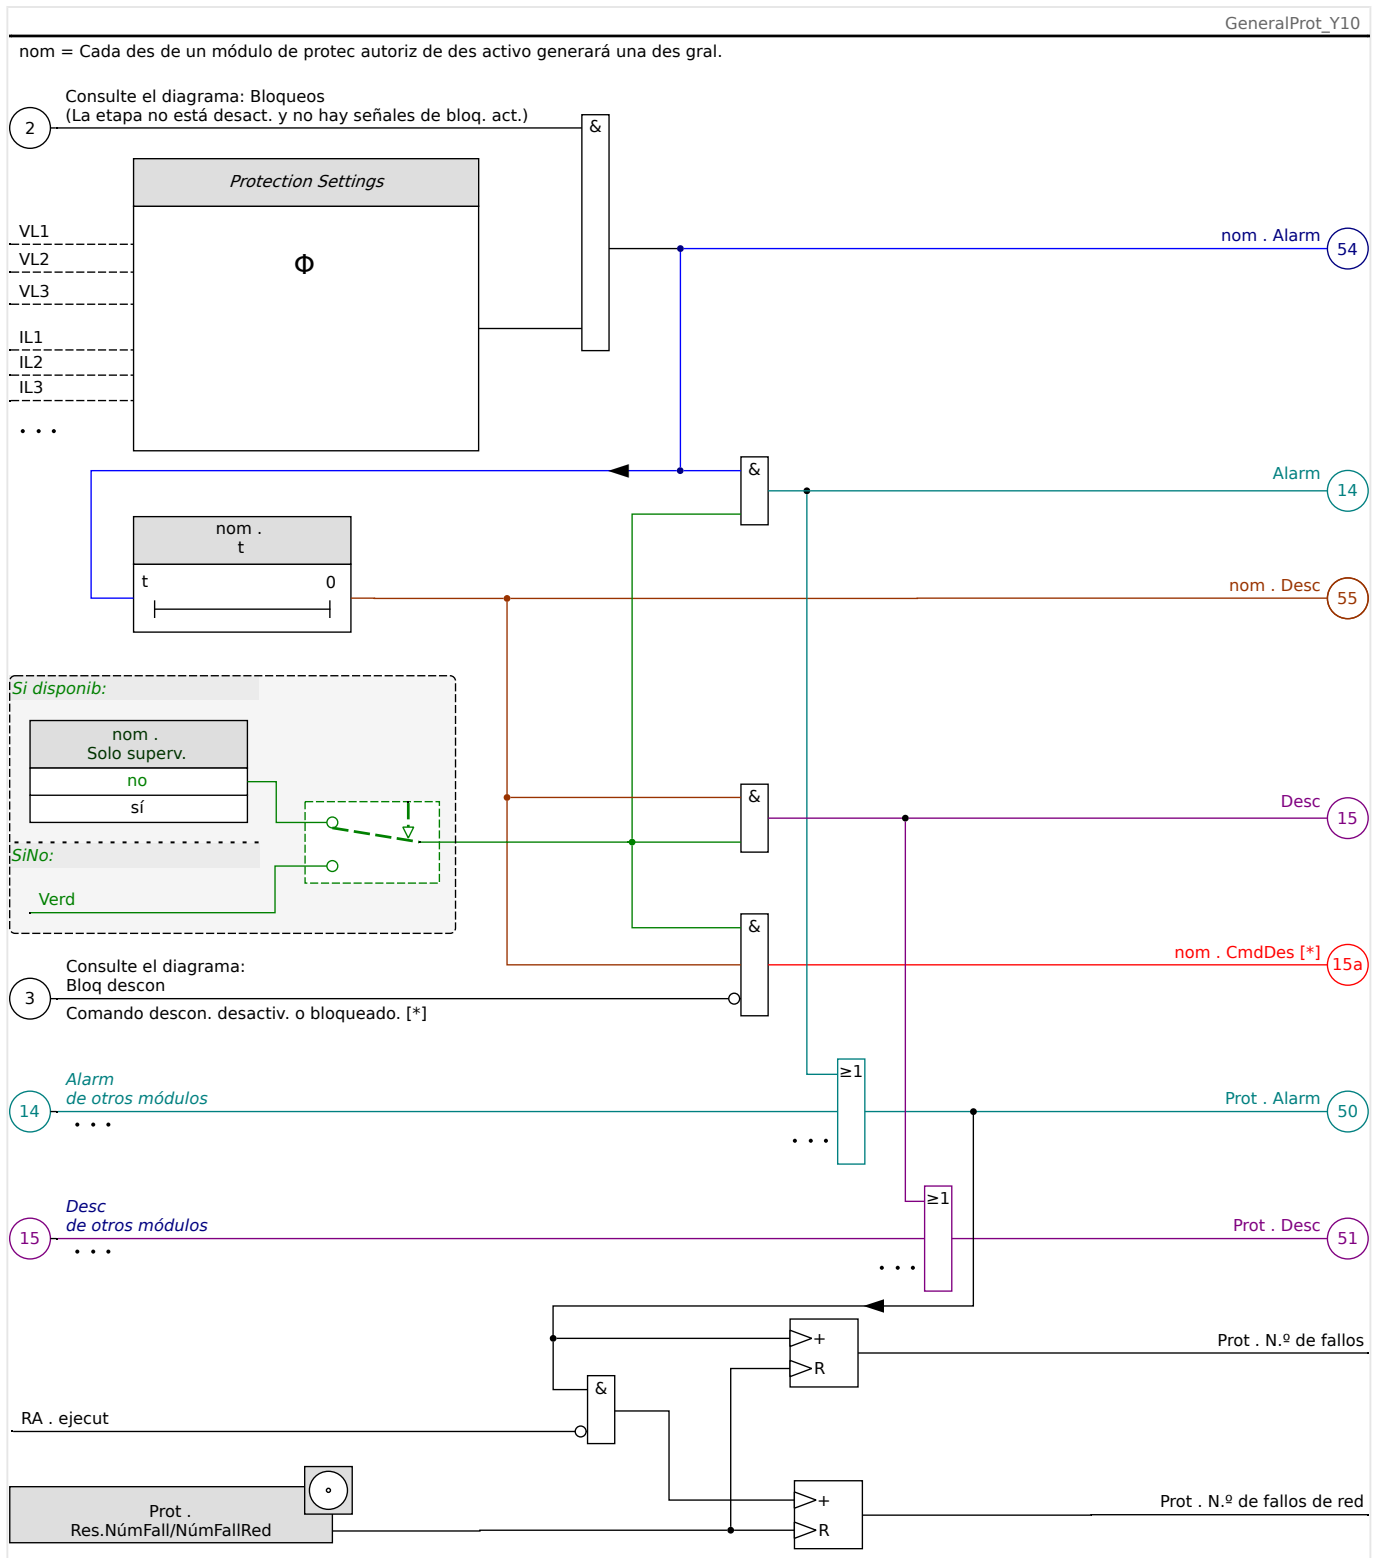 GeneralProt_Y10
nom = Cada des de un módulo de protec autoriz de des activo generará una des gral.
Consulte el diagrama: Bloqueos
(La etapa no está desact. y no hay señales de bloq. act.)
2
&
Protection Settings
Φ
VL1
VL2
VL3
IL1
IL2
IL3
• • •
nom . Alarm
54
&
Alarm
14
nom .
t
t
0
nom . Desc
55
Si disponib:
nom .
Solo superv.
no
sí
SiNo:
Verd
&
Desc
15
&
nom . CmdDes [*]
15a
Consulte el diagrama:
Bloq descon
3
Comando descon. desactiv. o bloqueado. [*]
Alarm
de otros módulos
14
• • •
≥1
• • •
Prot . Alarm
50
Desc
de otros módulos
15
• • •
≥1
• • •
Prot . Desc
51
+
R
Prot . N.º de fallos
&
RA . ejecut
Prot .
Res.NúmFall/NúmFallRed
+
R
Prot . N.º de fallos de red